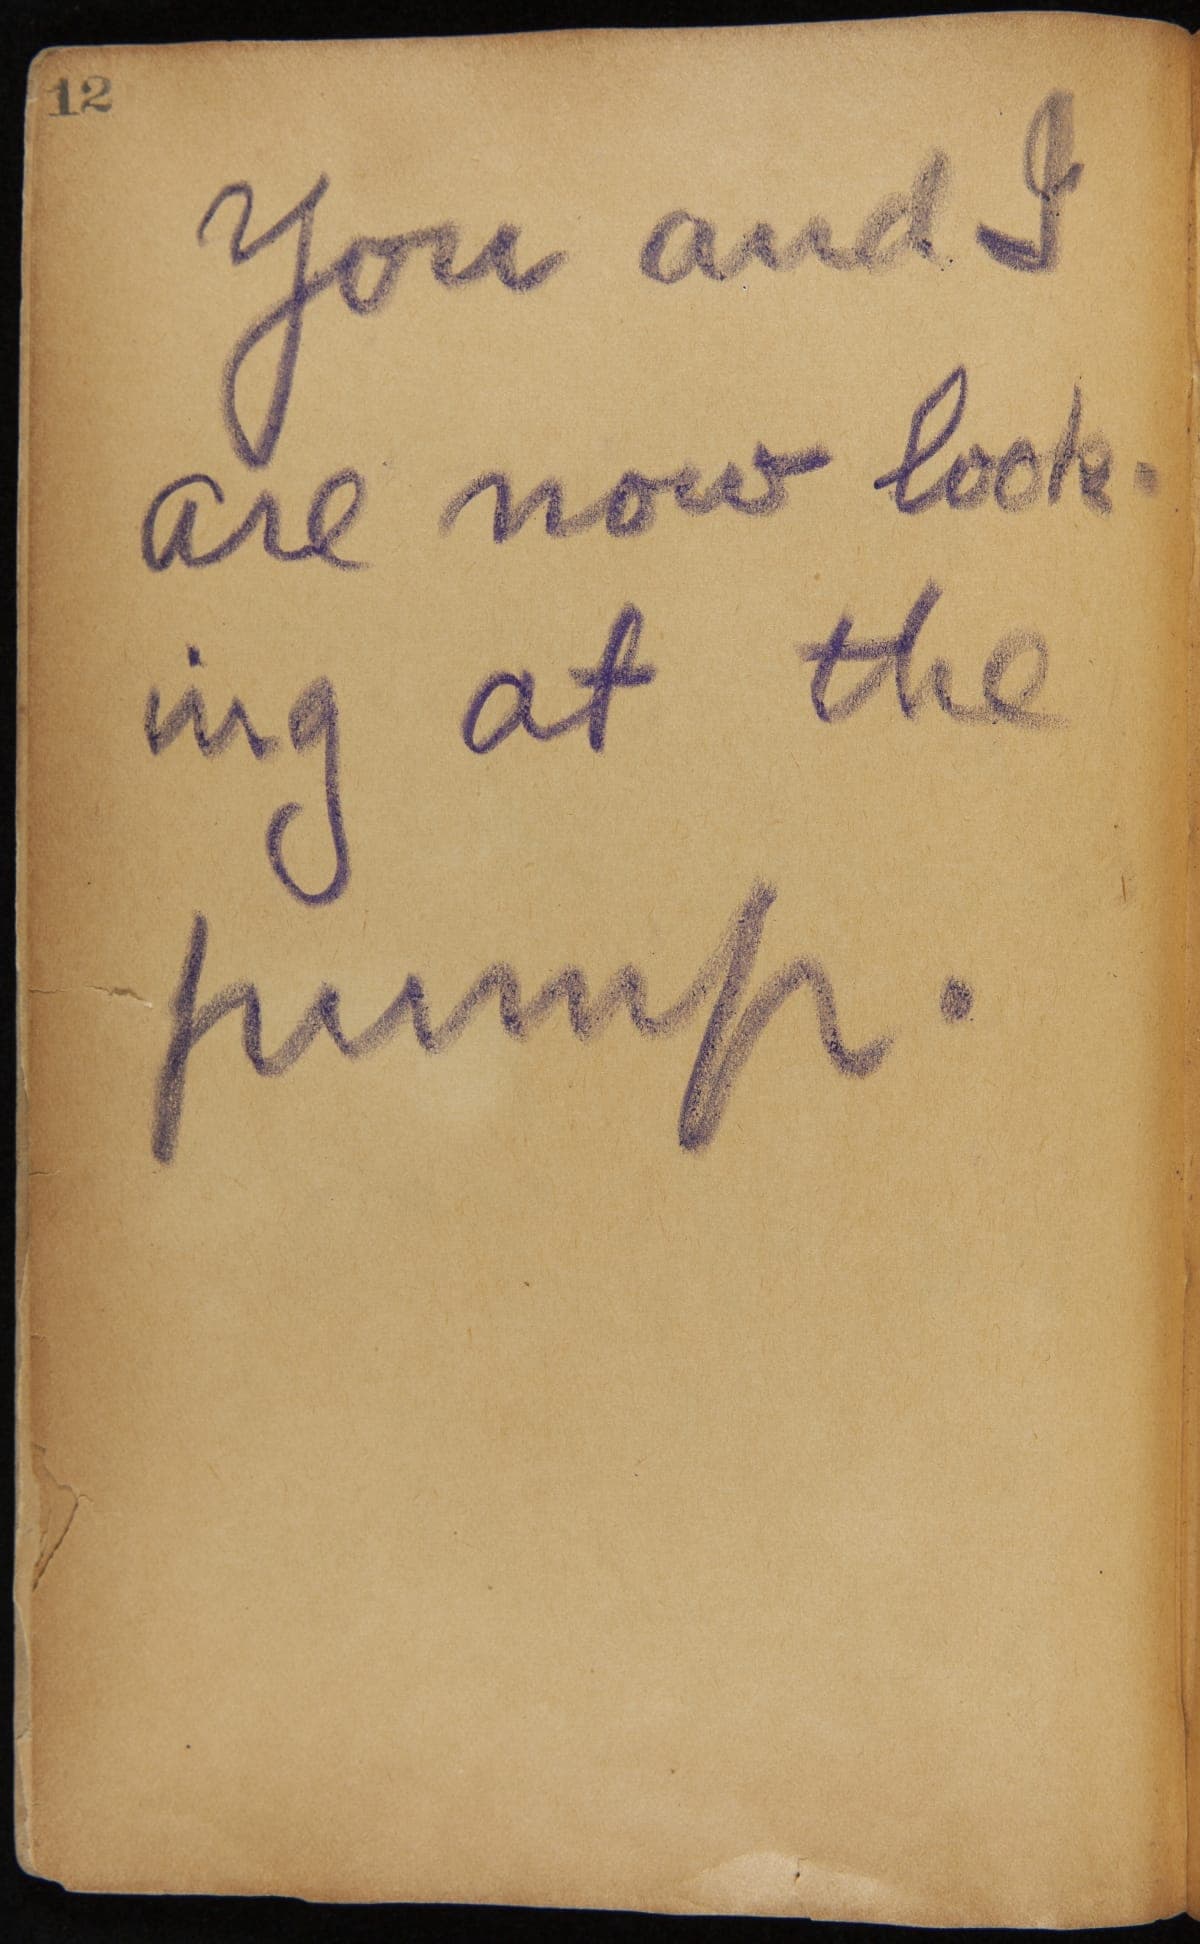 12
You and I
are now look-
ing at the
pump.